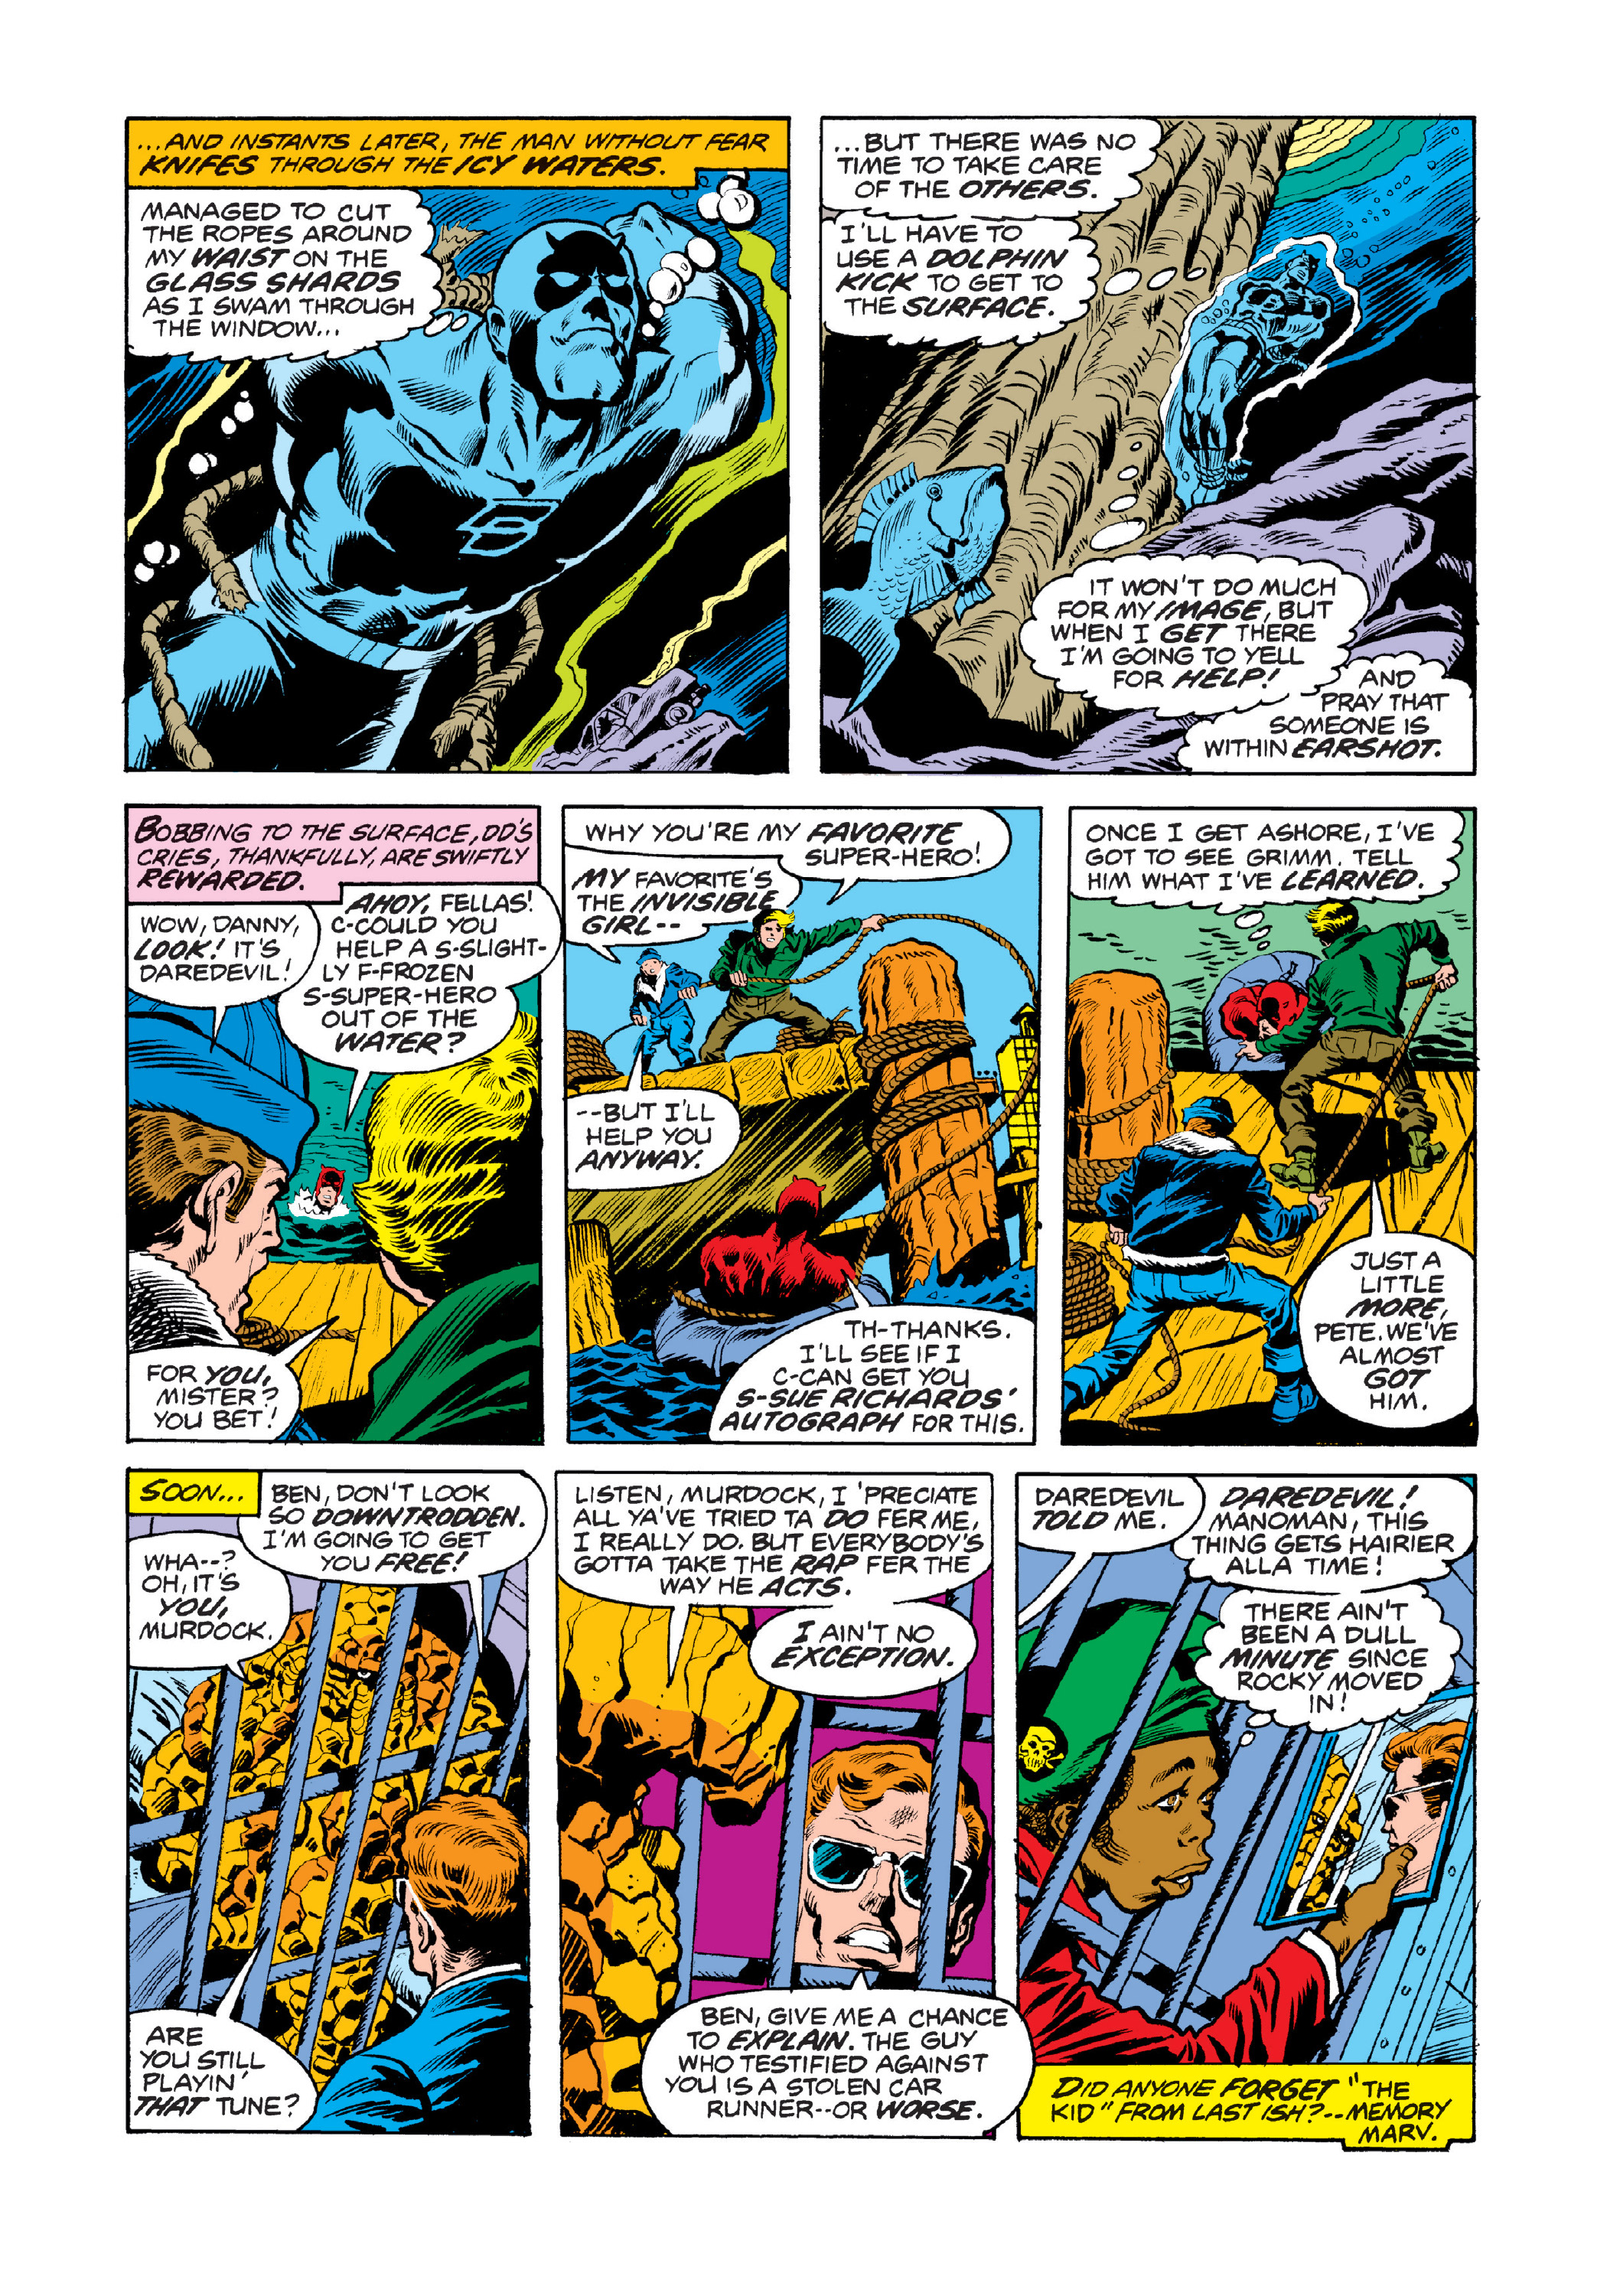 ...AND INSTANTS LATER, THE MAN WITHOUT FEAR
KNIFES THROUGH THE ICY WATERS.
MANAGED TO CUT
THE ROPES AROUND
MY WAIST ON THE
GLASS SHARDS
AS I SWAM THROUGH
THE WINDOW...
...BUT THERE WAS NO
TIME TO TAKE CARE
OF THE OTHERS.
I'LL HAVE TO
USE A DOLPHIN
KICK TO GET TO
THE SURFACE.
IT WON'T DO MUCH
FOR MY IMAGE, BUT
WHEN I GET THERE
I'M GOING TO YELL
FOR HELP!
AND
PRAY THAT
SOMEONE IS
WITHIN EARSHOT.
BOBBING TO THE SURFACE, DD'S
CRIES, THANKFULLY, ARE SWIFTLY
REWARDED.
WOW, DANNY,
LOOK! IT'S
DAREDEVIL!
AHOY, FELLAS!
C-COULD YOU
HELP A S-SLIGHT-
LY F-FROZEN
S-SUPER-HERO
OUT OF THE
WATER?
FOR YOU,
MISTER?
YOU BET!
WHY YOU'RE MY FAVORITE
SUPER-HERO!
MY FAVORITE'S
THE INVISIBLE
GIRL--
--BUT I'LL
HELP YOU
ANYWAY.
TH-THANKS.
I'LL SEE IF I
C-CAN GET YOU
S-SUE RICHARDS'
AUTOGRAPH FOR THIS.
ONCE I GET ASHORE, I'VE
GOT TO SEE GRIMM. TELL
HIM WHAT I'VE LEARNED.
JUST A
LITTLE
MORE,
PETE. WE'VE
ALMOST
GOT
HIM.
SOON...
BEN, DON'T LOOK
SO DOWNTRODDEN.
I'M GOING TO GET
YOU FREE!
WHA--?
OH, IT'S
YOU,
MURDOCK.
ARE
YOU STILL
PLAYIN'
THAT TUNE?
LISTEN, MURDOCK, I 'PRECIATE
ALL YA'VE TRIED TA DO FER ME,
I REALLY DO. BUT EVERYBODY'S
GOTTA TAKE THE RAP FER THE
WAY HE ACTS.
I AIN'T NO
EXCEPTION.
BEN, GIVE ME A CHANCE
TO EXPLAIN. THE GUY
WHO TESTIFIED AGAINST
YOU IS A STOLEN CAR
RUNNER--OR WORSE.
DAREDEVIL
TOLD ME.
DAREDEVIL!
MANOMAN, THIS
THING GETS HAIRIER
ALLA TIME!
THERE AIN'T
BEEN A DULL
MINUTE SINCE
ROCKY MOVED
IN!
DID ANYONE FORGET "THE
KID" FROM LAST ISH?--MEMORY
MARV.